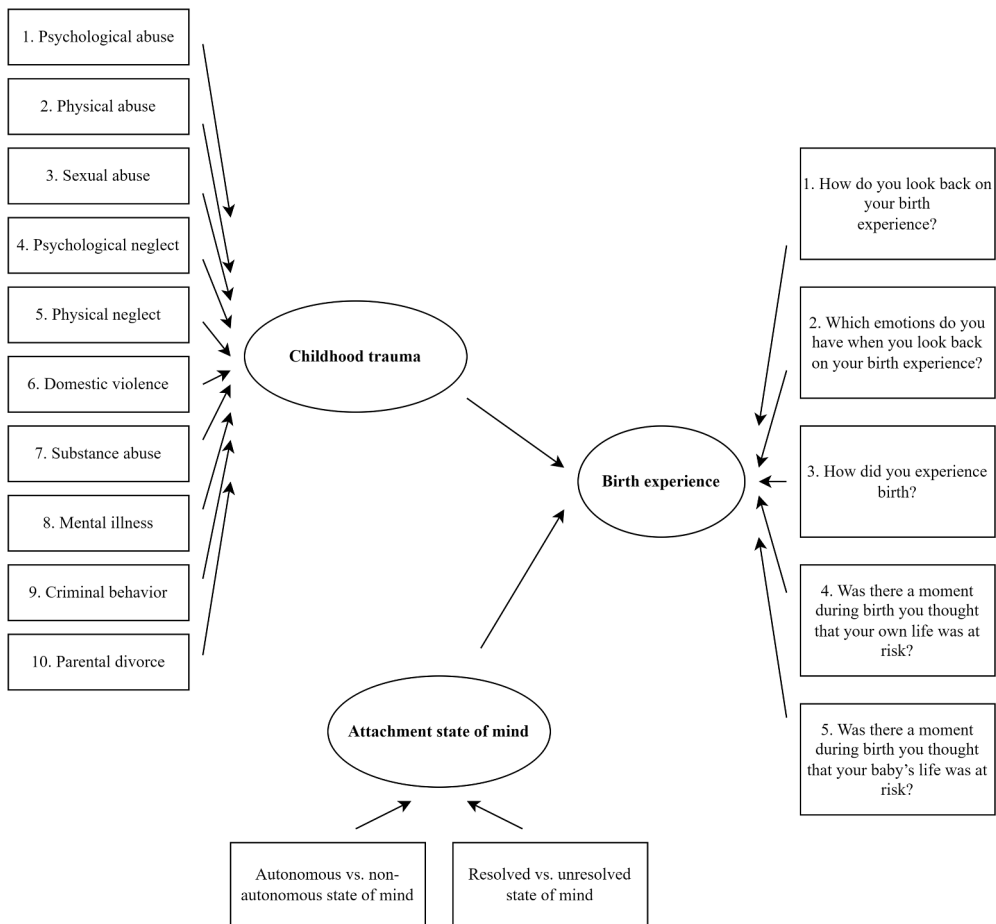 1. Psychological abuse
2. Physical abuse
3. Sexual abuse
4. Psychological neglect
5. Physical neglect
6. Domestic violence
7. Substance abuse
8. Mental illness
9. Criminal behavior
10. Parental divorce
Childhood trauma
Attachment state of mind
Autonomous vs. non-
autonomous state of mind
Resolved vs. unresolved
state of mind
Birth experience
1. How do you look back on
your birth
experience?
2. Which emotions do you
have when you look back
on your birth experience?
3. How did you experience
birth?
4. Was there a moment
during birth you thought
that your own life was at
risk?
5. Was there a moment
during birth you thought
that your baby’s life was at
risk?